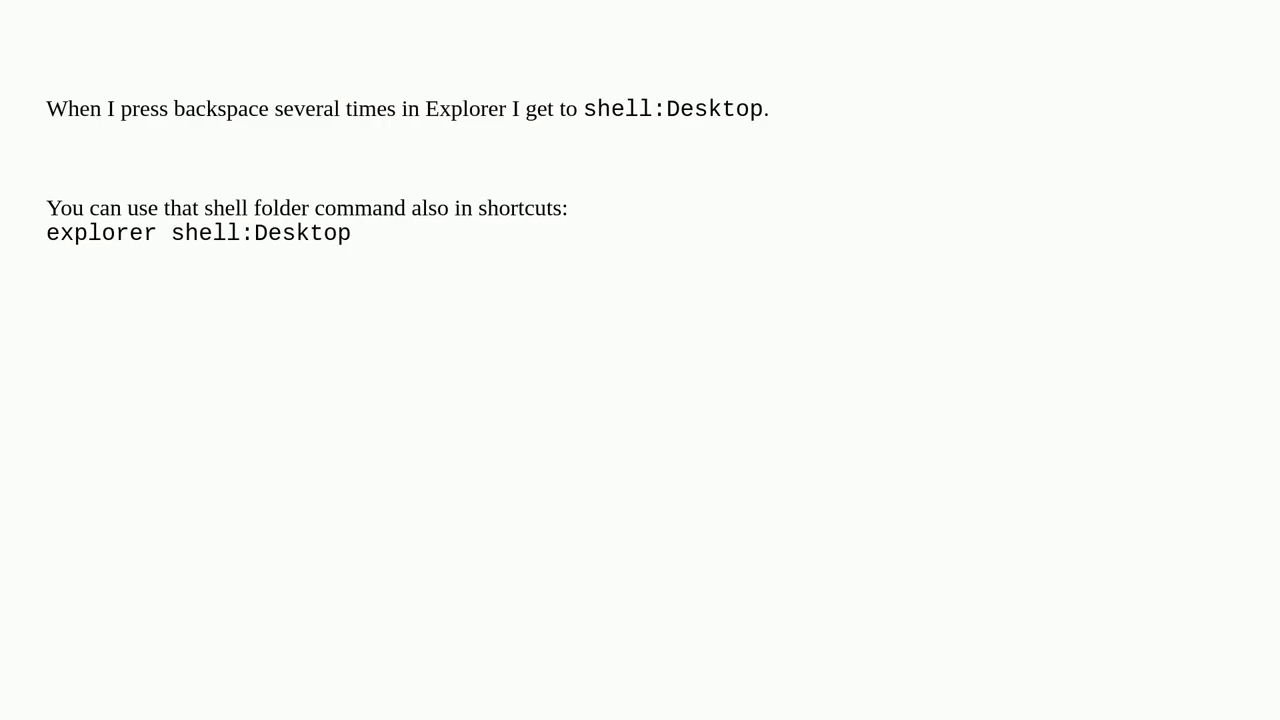 When I press backspace several times in Explorer I get to shell:Desktop.
You can use that shell folder command also in shortcuts:
explorer shell:Desktop